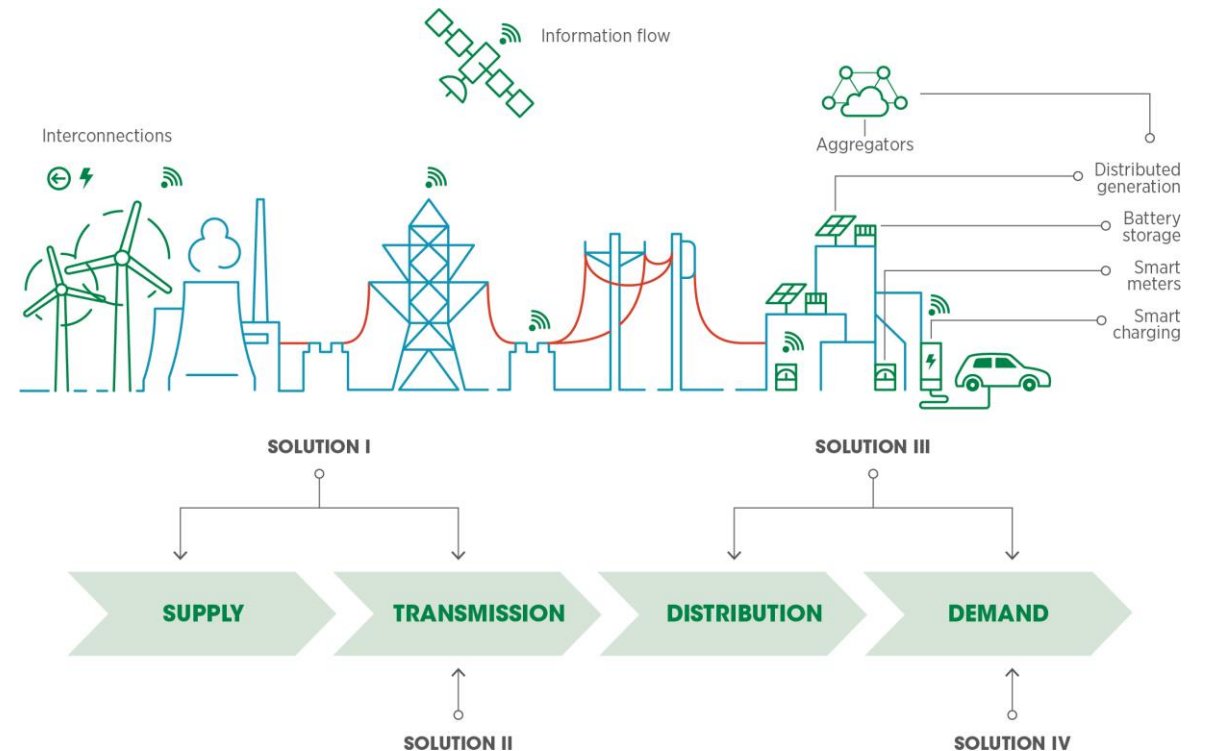 Information flow
Interconnections
Aggregators
Distributed
generation
Battery
storage
Smart
meters
Smart
charging
SOLUTION I
SOLUTION III
SUPPLY
TRANSMISSION
DISTRIBUTION
DEMAND
SOLUTION II
SOLUTION IV